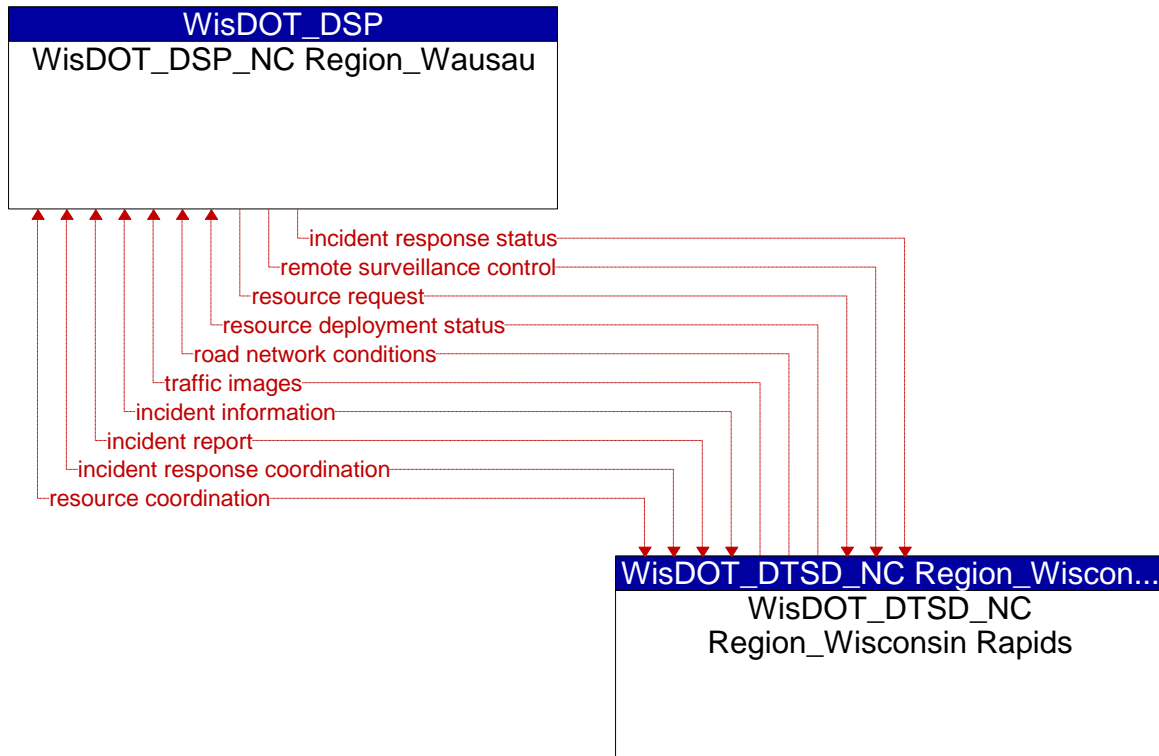 WisDOT_DSP
WisDOT_DSP_NC Region_Wausau
incident response status
remote surveillance control
resource request
resource deployment status
road network conditions
traffic images
incident information
incident report
incident response coordination
resource coordination
WisDOT_DTSD_NC Region_Wiscon...
WisDOT_DTSD_NC
Region_Wisconsin Rapids